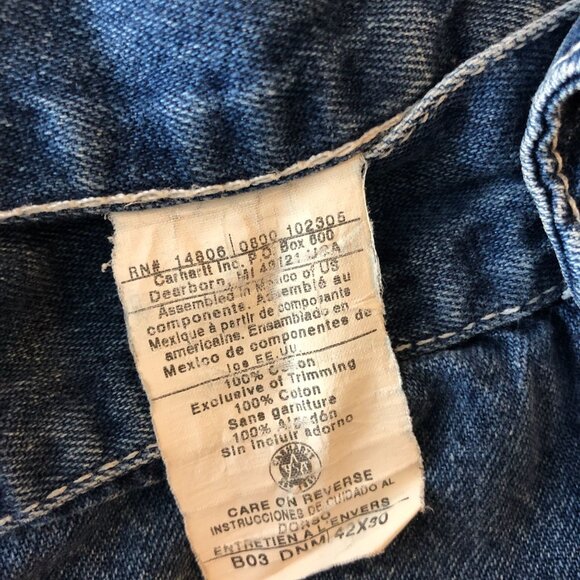 RN# 14806 0800 102305
Carhartt Inc. P.O. Box 600
Dearborn, MI 48121 USA
Assembled in Mexico of US
components. Assemblé au
Mexique à partir de composants
américains. Ensamblado en
Mexico de componentes de
los EE.UU.
100% Cotton
Exclusive of Trimming
100% Coton
Sans garniture
100% Algodón
Sin incluir adorno
CARE ON REVERSE
INSTRUCCIONES DE CUIDADO AL
DORSO
ENTRETIEN A L'ENVERS
B03 DNM 42X30